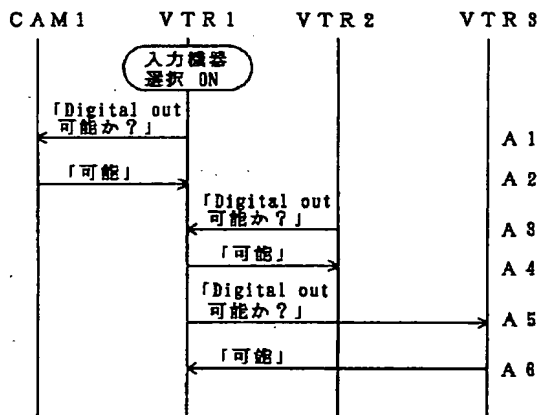 CAM1 VTR1 VTR2 VTR3
入力機器
選択 ON
「Digital out
可能か?」
A1
「可能」
A2
「Digital out
可能か?」
A3
「可能」
A4
「Digital out
可能か?」
A5
「可能」
A6